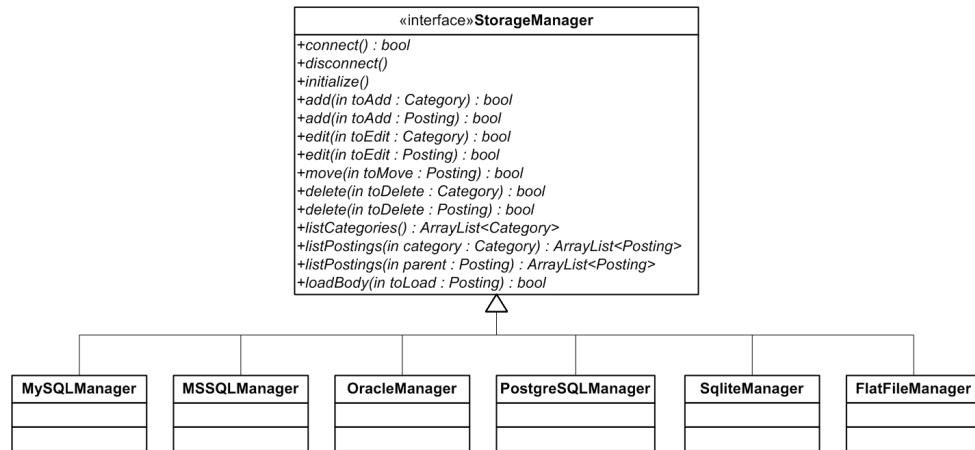 «interface»StorageManager
+connect() : bool
+disconnect()
+initialize()
+add(in toAdd : Category) : bool
+add(in toAdd : Posting) : bool
+edit(in toEdit : Category) : bool
+edit(in toEdit : Posting) : bool
+move(in toMove : Posting) : bool
+delete(in toDelete : Category) : bool
+delete(in toDelete : Posting) : bool
+listCategories() : ArrayList<Category>
+listPostings(in category : Category) : ArrayList<Posting>
+listPostings(in parent : Posting) : ArrayList<Posting>
+loadBody(in toLoad : Posting) : bool
MySQLManager
MSSQLManager
OracleManager
PostgreSQLManager
SqliteManager
FlatFileManager